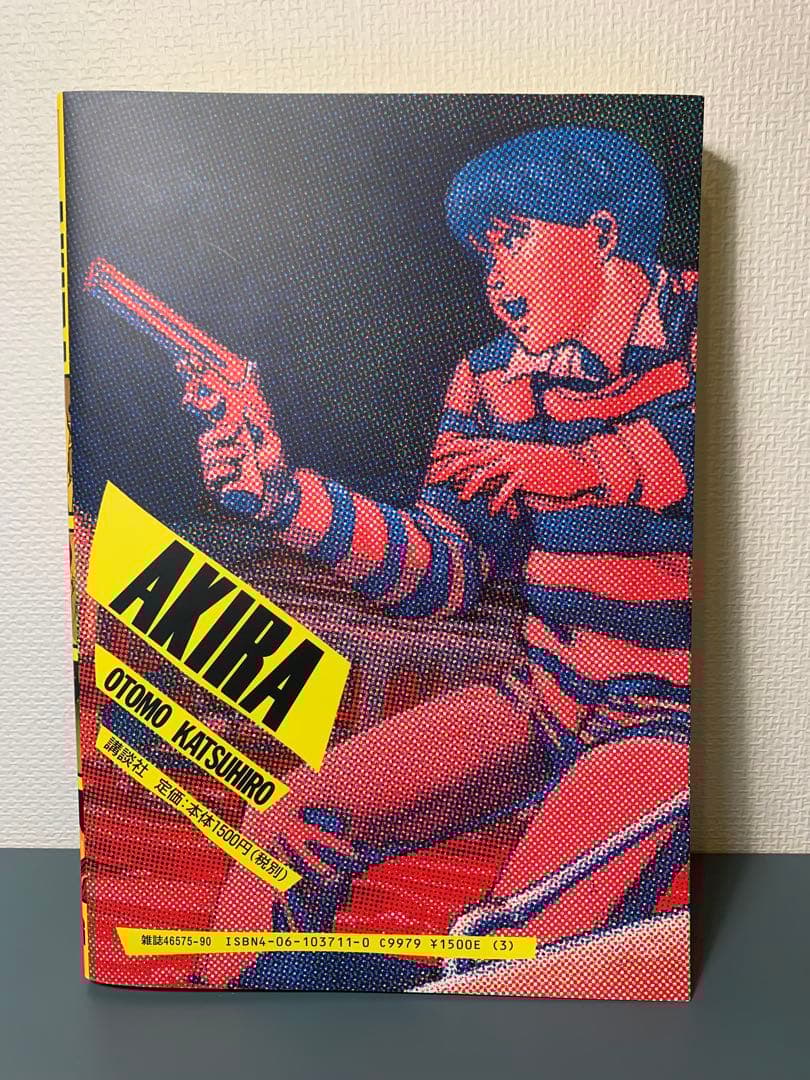 AKIRA
OTOMO KATSUHIRO
講談社 定価:本体1500円(税別)
雑誌46575-90 ISBN4-06-103711-0 C9979 ¥1500E (3)